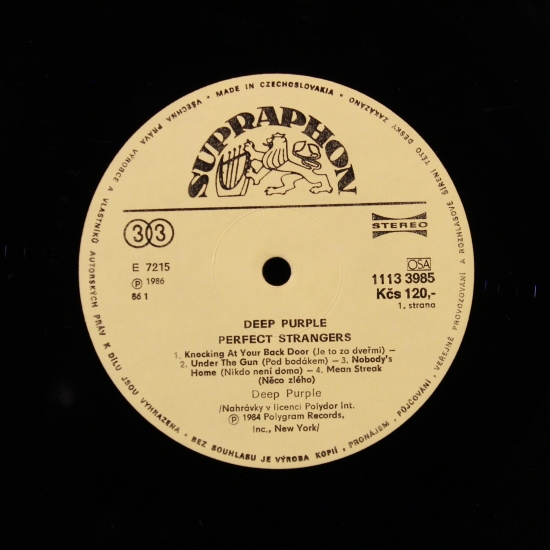 VŠECHNA PRÁVA VÝROBCE A VLASTNÍKŮ AUTORSKÝCH PRÁV K DÍLU JSOU VYHRAZENA • BEZ SOUHLASU JE VÝROBA KOPIÍ, PRONÁJEM, PŮJČOVÁNÍ, VEŘEJNÉ PROVOZOVÁNÍ A ROZHLASOVÉ ŠÍŘENÍ TÉTO DESKY ZAKÁZÁNO • MADE IN CZECHOSLOVAKIA •
SUPRAPHON
33
STEREO
E 7215
OSA
Ⓟ 1986
1113 3985
86 1
Kčs 120,-
1. strana
DEEP PURPLE
PERFECT STRANGERS
1. Knocking At Your Back Door (Je to za dveřmi) –
2. Under The Gun (Pod bodákem) – 3. Nobody's
Home (Nikdo není doma) – 4. Mean Streak
(Něco zlého)
Deep Purple
/Nahrávky v licenci Polydor Int.
Ⓟ 1984 Polygram Records,
Inc., New York/